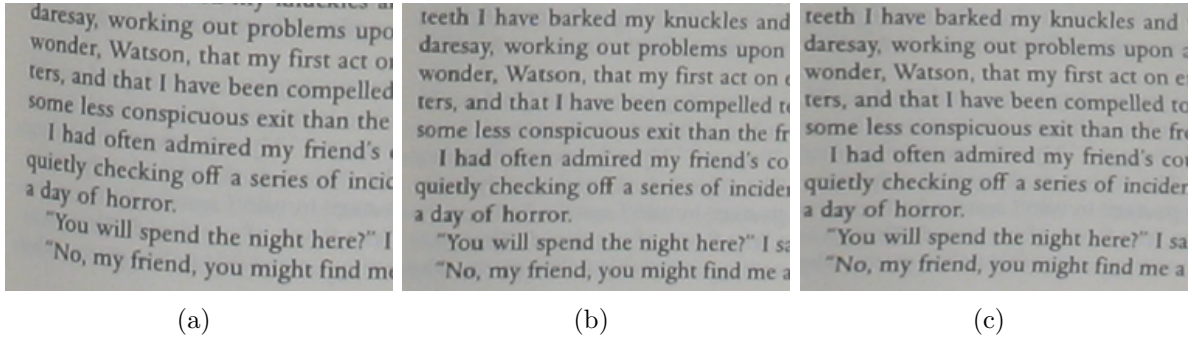 my knuckles
daresay, working out problems upo
wonder, Watson, that my first act
ters, and that I have been compelled
some less conspicuous exit than the
I had often admired my friend's
quietly checking off a series of incid
a day of horror.
"You will spend the night here?" I
"No, my friend, you might find me
(a)
teeth I have barked my knuckles and
daresay, working out problems upon
wonder, Watson, that my first act on
ters, and that I have been compelled to
some less conspicuous exit than the fr
I had often admired my friend's co
quietly checking off a series of inciden
a day of horror.
"You will spend the night here?" I sa
"No, my friend, you might find me a
(b)
teeth I have barked my knuckles and
daresay, working out problems upon
wonder, Watson, that my first act on e
ters, and that I have been compelled to
some less conspicuous exit than the fr
I had often admired my friend's cou
quietly checking off a series of inciden
a day of horror.
"You will spend the night here?" I sa
"No, my friend, you might find me a
(c)